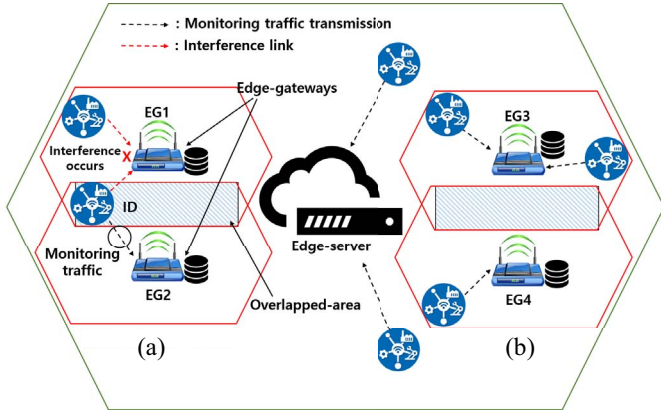 : Monitoring traffic transmission
: Interference link
Edge-gateways
EG1
EG3
Interference
occurs
X
ID
Edge-server
Monitoring
traffic
EG2
EG4
Overlapped-area
(a)
(b)